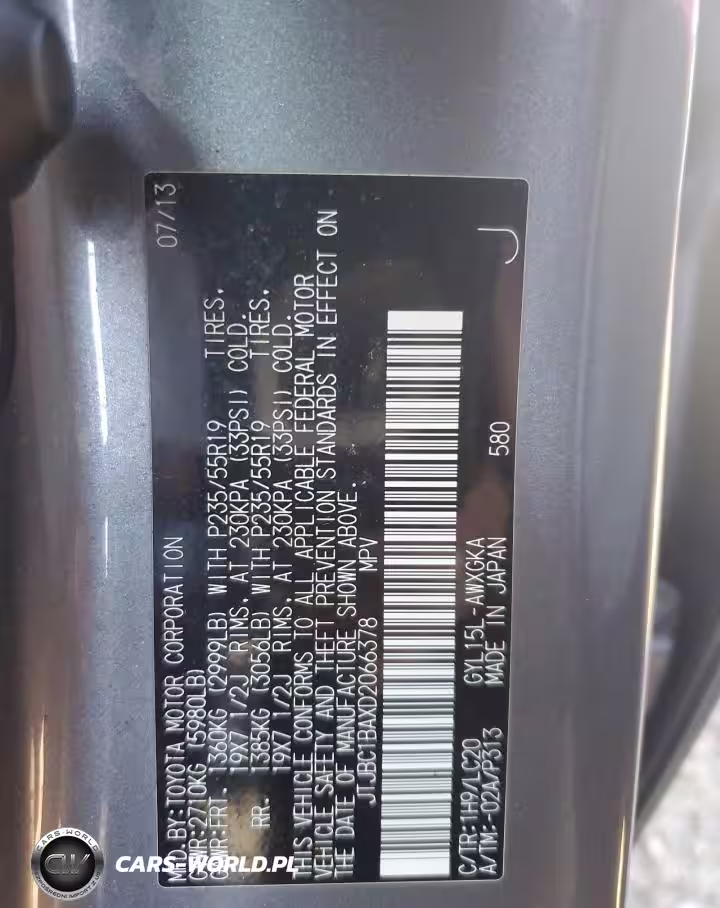 MFD.BY:TOYOTA MOTOR CORPORATION 07/13
GVWR:2710KG (5980LB)
GAWR:FRT. 1360KG (2999LB) WITH P235/55R19 TIRES,
19X7 1/2J RIMS, AT 230KPA (33PSI) COLD.
RR. 1385KG (3056LB) WITH P235/55R19 TIRES,
19X7 1/2J RIMS, AT 230KPA (33PSI) COLD.
THIS VEHICLE CONFORMS TO ALL APPLICABLE FEDERAL MOTOR
VEHICLE SAFETY AND THEFT PREVENTION STANDARDS IN EFFECT ON
THE DATE OF MANUFACTURE SHOWN ABOVE.
JTJBC1BAXD2066378 MPV
C/TR:1H9/LC20 GYL15L-AWXGKA
A/TM:-02A/P313 MADE IN JAPAN 580 J
CARS-WORLD
CW
CARS-WORLD.PL